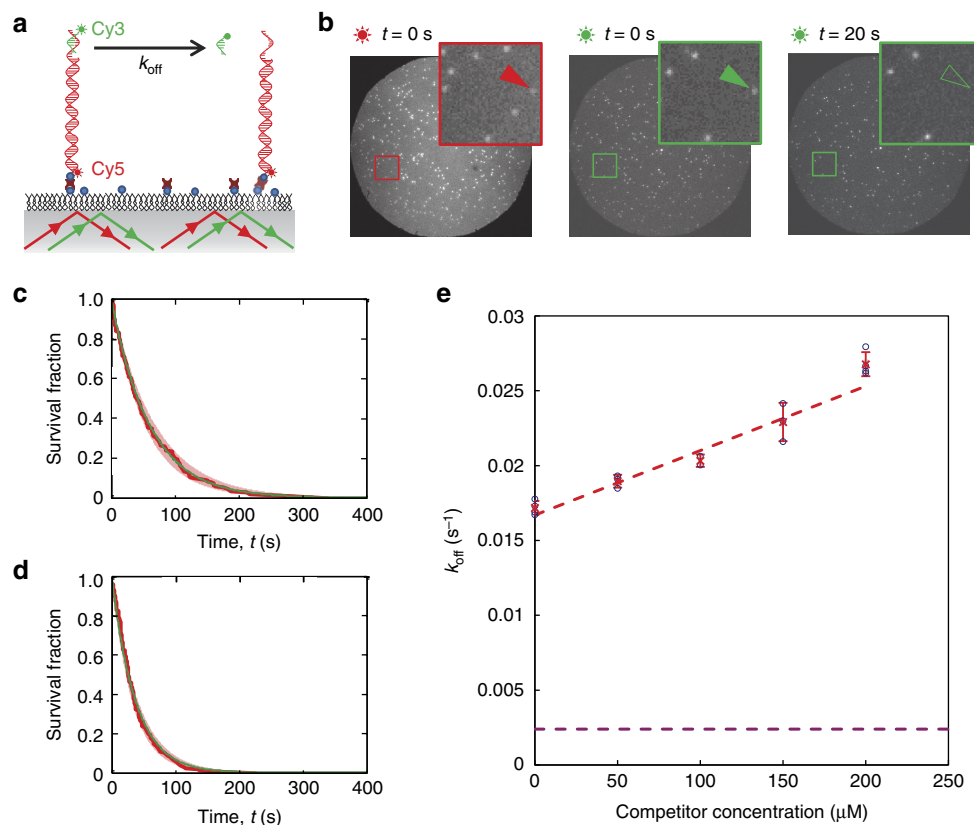 a
Cy3
k off
Cy5
b
t = 0 s
t = 0 s
t = 20 s
c
1.0
0.8
0.6
0.4
0.2
0
Survival fraction
0 100 200 300 400
Time, t (s)
d
1.0
0.8
0.6
0.4
0.2
0
Survival fraction
0 100 200 300 400
Time, t (s)
e
0.03
0.025
0.02
0.015
0.01
0.005
0
k off (s⁻¹)
0 50 100 150 200 250
Competitor concentration (μM)